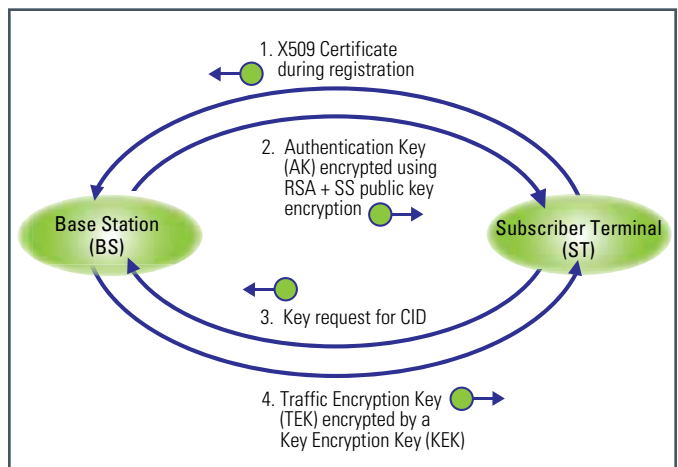 1. X509 Certificate
during registration
2. Authentication Key
(AK) encrypted using
RSA + SS public key
encryption
Base Station
(BS)
Subscriber Terminal
(ST)
3. Key request for CID
4. Traffic Encryption Key
(TEK) encrypted by a
Key Encryption Key (KEK)